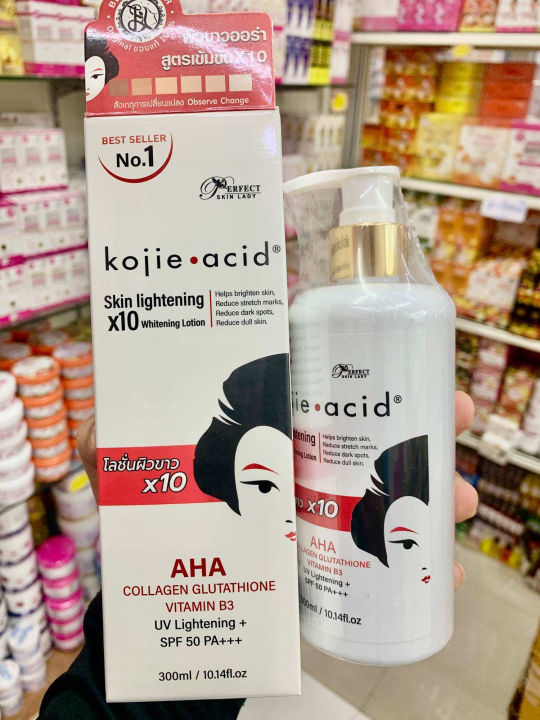 ผิวขาวออร่า
สูตรเข้มข้น X10
สังเกตุการเปลี่ยนแปลง Observe Change
BEST SELLER
No.1
PERFECT
SKIN LADY
kojie•acid®
Skin lightening
x10 Whitening Lotion
Helps brighten skin,
Reduce stretch marks,
Reduce dark spots,
Reduce dull skin.
โลชั่นผิวขาว
x10
AHA
COLLAGEN GLUTATHIONE
VITAMIN B3
UV Lightening +
SPF 50 PA+++
300ml / 10.14fl.oz
PERFECT
SKIN LADY
jie•acid®
htening
ning Lotion
Helps brighten skin,
Reduce stretch marks,
Reduce dark spots,
Reduce dull skin.
าว x10
AHA
COLLAGEN GLUTATHIONE
VITAMIN B3
UV Lightening +
SPF 50 PA+++
300ml / 10.14fl.oz